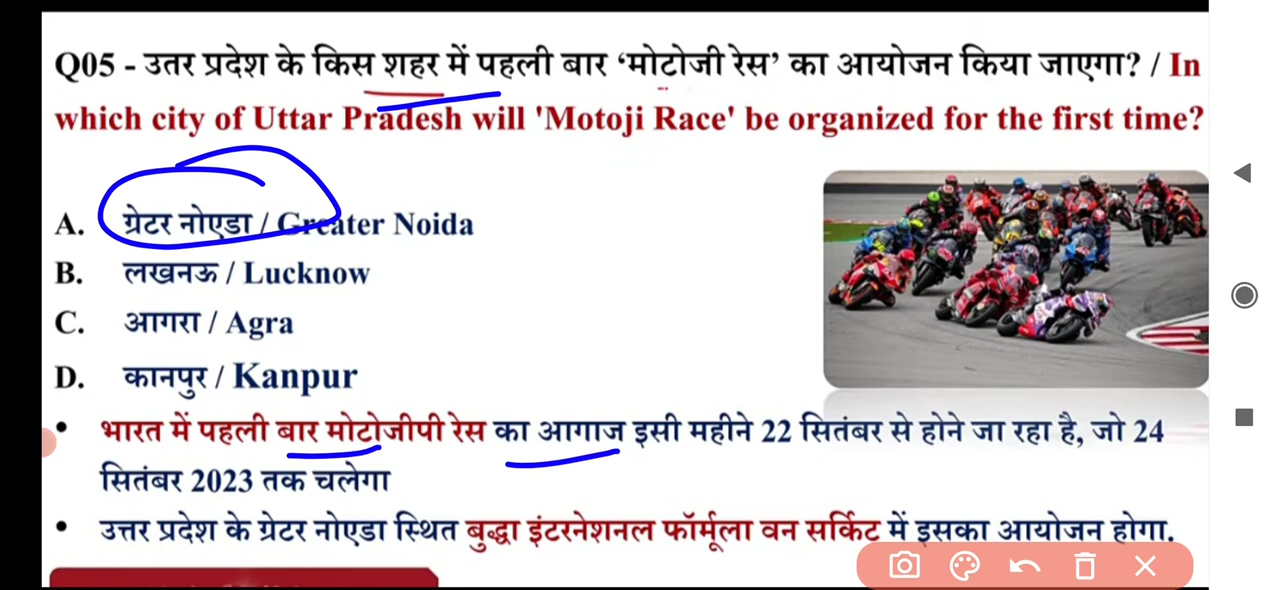 Q05 - उतर प्रदेश के किस शहर में पहली बार ‘मोटोजी रेस’ का आयोजन किया जाएगा? / In
which city of Uttar Pradesh will 'Motoji Race' be organized for the first time?
A. ग्रेटर नोएडा / Greater Noida
B. लखनऊ / Lucknow
C. आगरा / Agra
D. कानपुर / Kanpur
• भारत में पहली बार मोटोजीपी रेस का आगाज इसी महीने 22 सितंबर से होने जा रहा है, जो 24
सितंबर 2023 तक चलेगा
• उत्तर प्रदेश के ग्रेटर नोएडा स्थित बुद्धा इंटरनेशनल फॉर्मूला वन सर्किट में इसका आयोजन होगा.